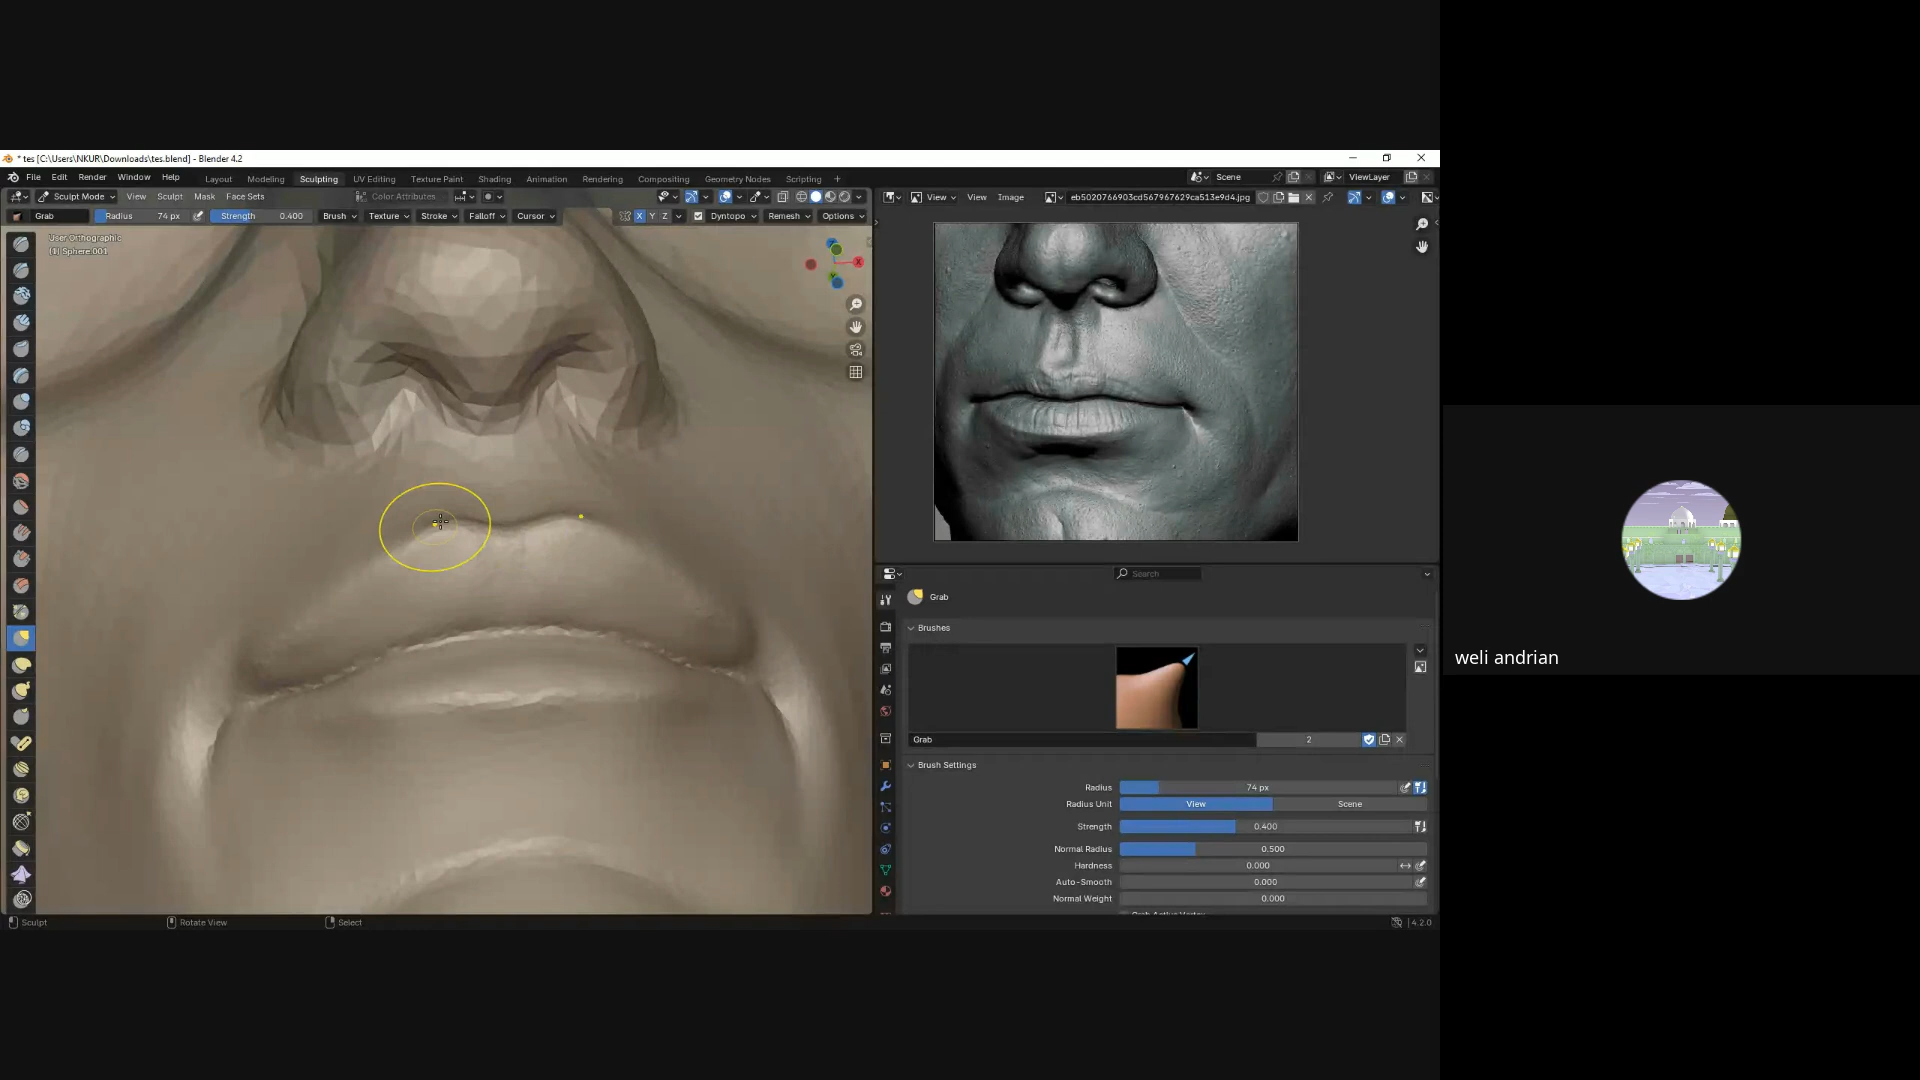 * tes [C:\Users\NKUR\Downloads\tes.blend] - Blender 4.2
File Edit Render Window Help Layout Modeling Sculpting UV Editing Texture Paint Shading Animation Rendering Compositing Geometry Nodes Scripting + Scene ViewLayer
Sculpt Mode View Sculpt Mask Face Sets Color Attributes
Grab Radius 74 px Strength 0.400 Brush Texture Stroke Falloff Cursor X Y Z Dyntopo Remesh Options
User Orthographic
(1) Sphere.001
View View Image eb5020766903cd567967629ca513e9d4.jpg
Search
Grab
Brushes
Grab 2
Brush Settings
Radius 74 px
Radius Unit View Scene
Strength 0.400
Normal Radius 0.500
Hardness 0.000
Auto-Smooth 0.000
Normal Weight 0.000
Sculpt Rotate View Select 4.2.0
weli andrian